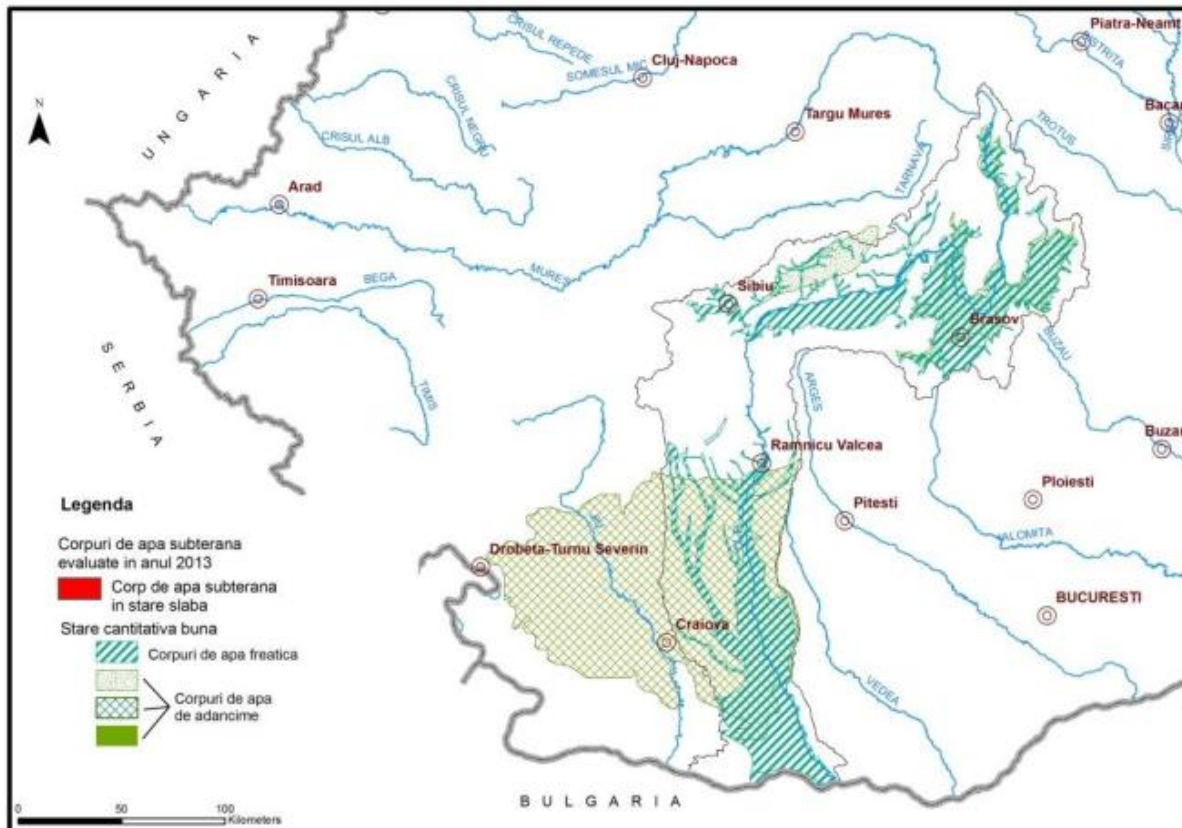 CRISUL REPEDE
Piatra-Neamt
BISTRITA
Cluj-Napoca
SOMESUL MIC
UNGARIA
N
CRISUL NEGRU
CRISUL ALB
Targu Mures
TROTUS
Bacau
TARNAVA
Arad
MURES
Timisoara
BEGA
Sibiu
Brasov
BUZAU
SERBIA
TIMIS
ARGES
Ramnicu Valcea
Buzau
Ploiesti
Pitesti
IALOMITA
Legenda
Corpuri de apa subterana
evaluate in anul 2013
Corp de apa subterana
in stare slaba
Stare cantitativa buna
Corpuri de apa freatica
Corpuri de apa
de adancime
Drobeta-Turnu Severin
JIU
BUCURESTI
Craiova
VEDEA
BULGARIA
0 50 100
Kilometers